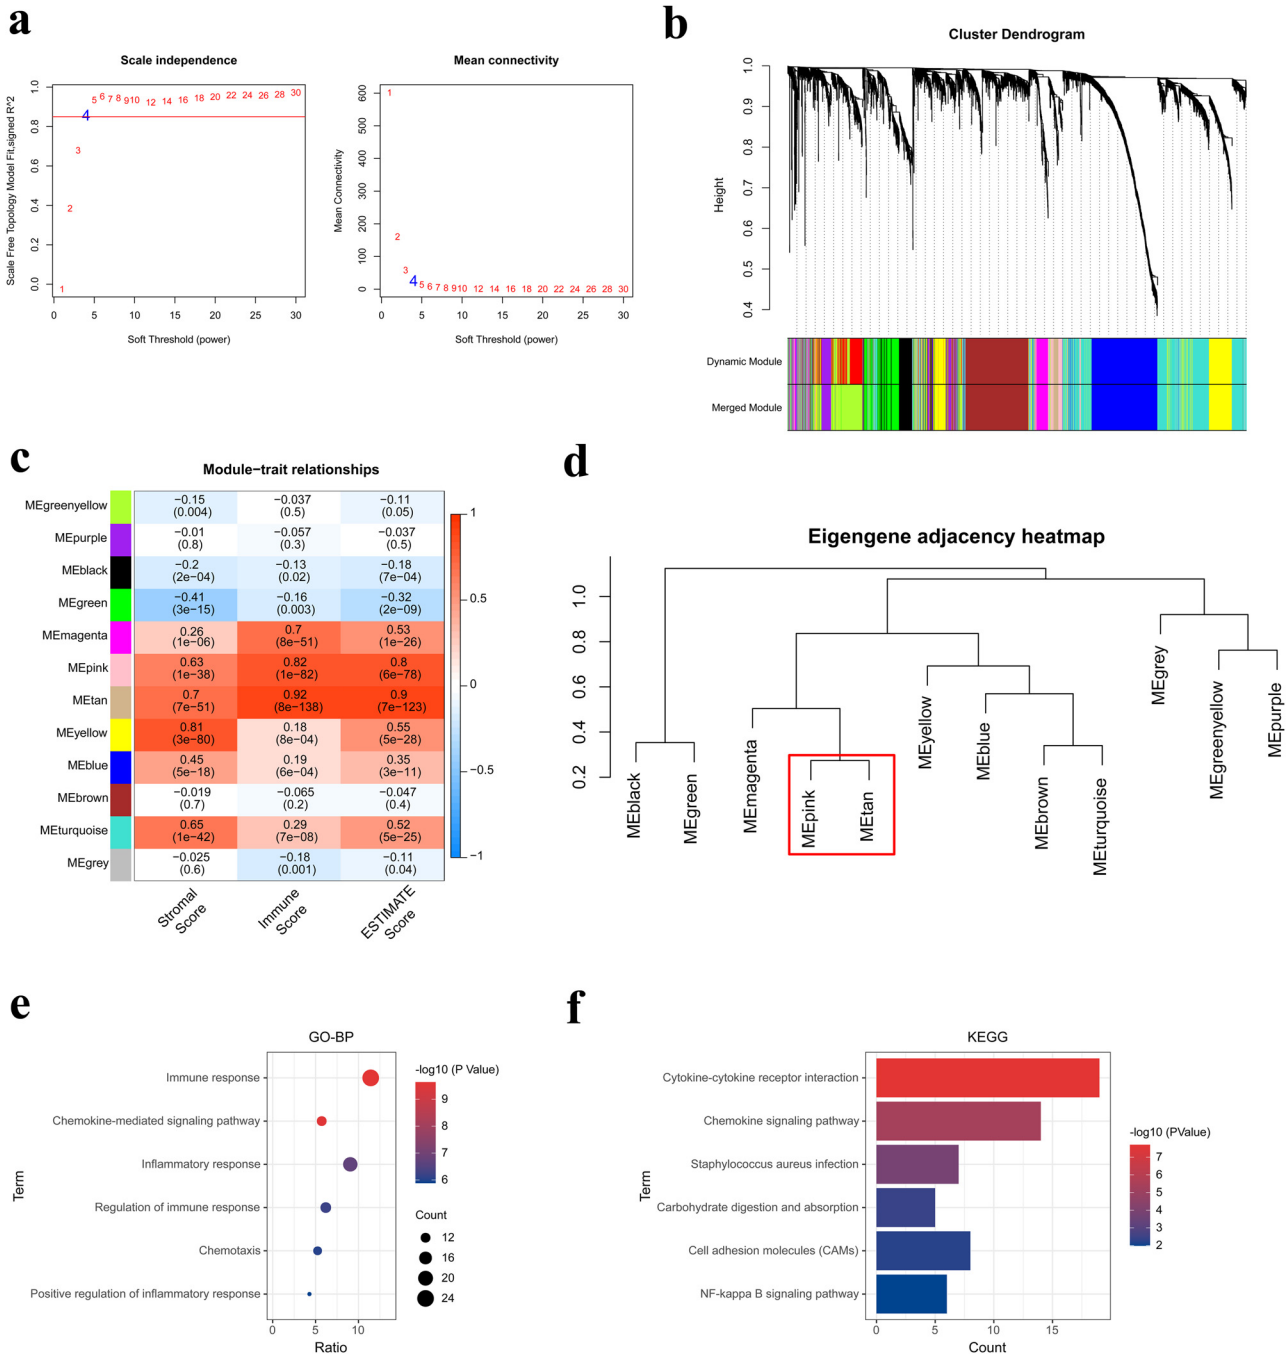 a
Scale independence
Scale Free Topology Model Fit,signed R^2
0.0
0.2
0.4
0.6
0.8
1.0
1
2
3
4
5 6 7 8 9 10 12 14 16 18 20 22 24 26 28 30
0 5 10 15 20 25 30
Soft Threshold (power)
Mean connectivity
Mean Connectivity
0
100
200
300
400
500
600
1
2
3
4
5 6 7 8 9 10 12 14 16 18 20 22 24 26 28 30
0 5 10 15 20 25 30
Soft Threshold (power)
b
Cluster Dendrogram
Height
1.0
0.9
0.8
0.7
0.6
0.5
0.4
Dynamic Module
Merged Module
c
Module−trait relationships
MEgreenyellow −0.15 −0.037 −0.11
(0.004) (0.5) (0.05)
MEpurple −0.01 −0.057 −0.037
(0.8) (0.3) (0.5)
MEblack −0.2 −0.13 −0.18
(2e−04) (0.02) (7e−04)
MEgreen −0.41 −0.16 −0.32
(3e−15) (0.003) (2e−09)
MEmagenta 0.26 0.7 0.53
(1e−06) (8e−51) (1e−26)
MEpink 0.63 0.82 0.8
(1e−38) (1e−82) (6e−78)
MEtan 0.7 0.92 0.9
(7e−51) (8e−138) (7e−123)
MEyellow 0.81 0.18 0.55
(3e−80) (8e−04) (5e−28)
MEblue 0.45 0.19 0.35
(5e−18) (6e−04) (3e−11)
MEbrown −0.019 −0.065 −0.047
(0.7) (0.2) (0.4)
MEturquoise 0.65 0.29 0.52
(1e−42) (7e−08) (5e−25)
MEgrey −0.025 −0.18 −0.11
(0.6) (0.001) (0.04)
Stromal Score
Immune Score
ESTIMATE Score
1
0.5
0
−0.5
−1
d
Eigengene adjacency heatmap
1.0
0.8
0.6
0.4
0.2
MEblack
MEgreen
MEmagenta
MEpink
MEtan
MEyellow
MEblue
MEbrown
MEturquoise
MEgrey
MEgreenyellow
MEpurple
e
GO-BP
Term
Immune response
Chemokine-mediated signaling pathway
Inflammatory response
Regulation of immune response
Chemotaxis
Positive regulation of inflammatory response
0 5 10
Ratio
-log10 (P Value)
9
8
7
6
Count
12
16
20
24
f
KEGG
Term
Cytokine-cytokine receptor interaction
Chemokine signaling pathway
Staphylococcus aureus infection
Carbohydrate digestion and absorption
Cell adhesion molecules (CAMs)
NF-kappa B signaling pathway
0 5 10 15
Count
-log10 (PValue)
7
6
5
4
3
2